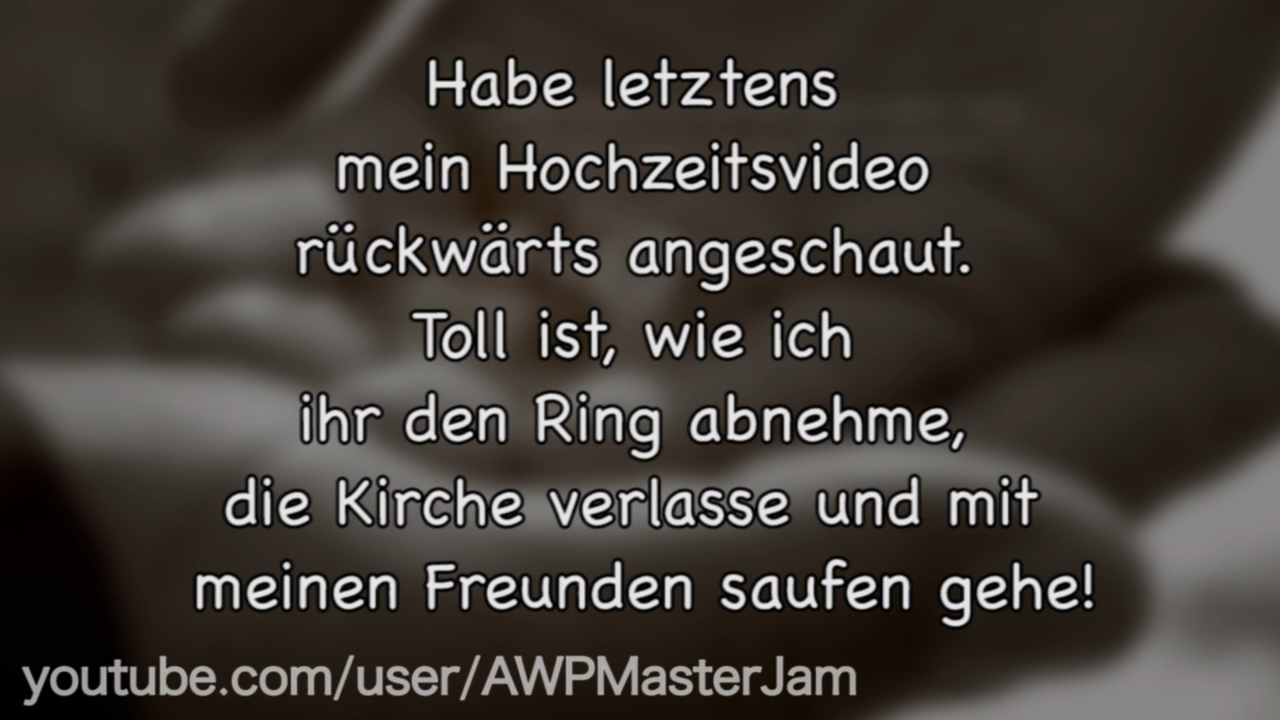 Habe letztens
mein Hochzeitsvideo
rückwärts angeschaut.
Toll ist, wie ich
ihr den Ring abnehme,
die Kirche verlasse und mit
meinen Freunden saufen gehe!
youtube.com/user/AWPMasterJam